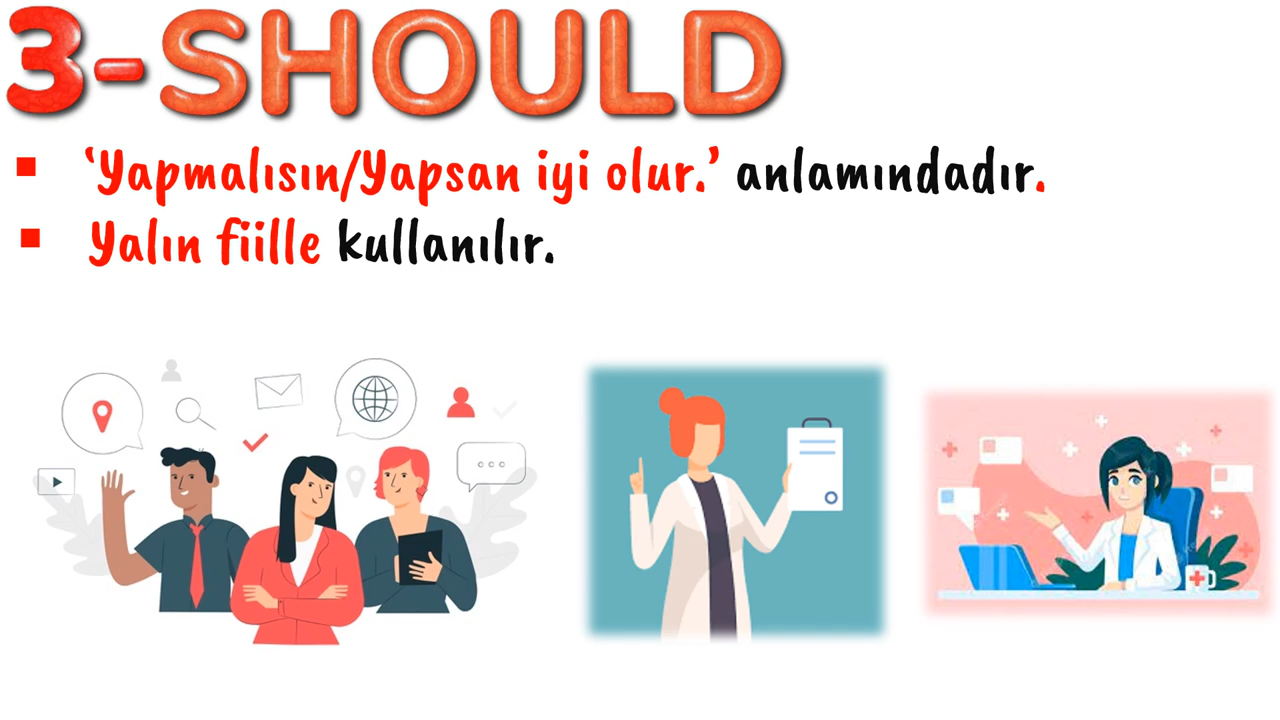 3-SHOULD
▪ ‘Yapmalısın/Yapsan iyi olur.’ anlamındadır.
▪ Yalın fiille kullanılır.